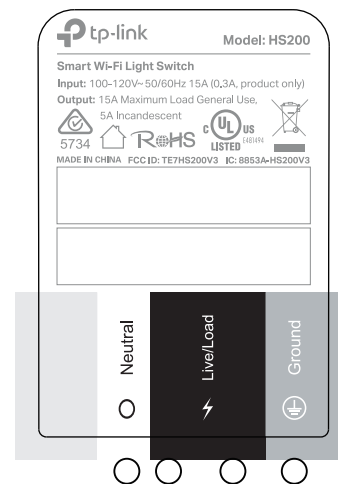 tp-link
Model: HS200
Smart Wi-Fi Light Switch
Input: 100-120V~50/60Hz 15A (0.3A, product only)
Output: 15A Maximum Load General Use,
5A Incandescent
5734
RoHS
C UL US
LISTED
E481494
MADE IN CHINA FCC ID: TE7HS200V3 IC: 8853A-HS200V3
Neutral
Live/Load
Ground